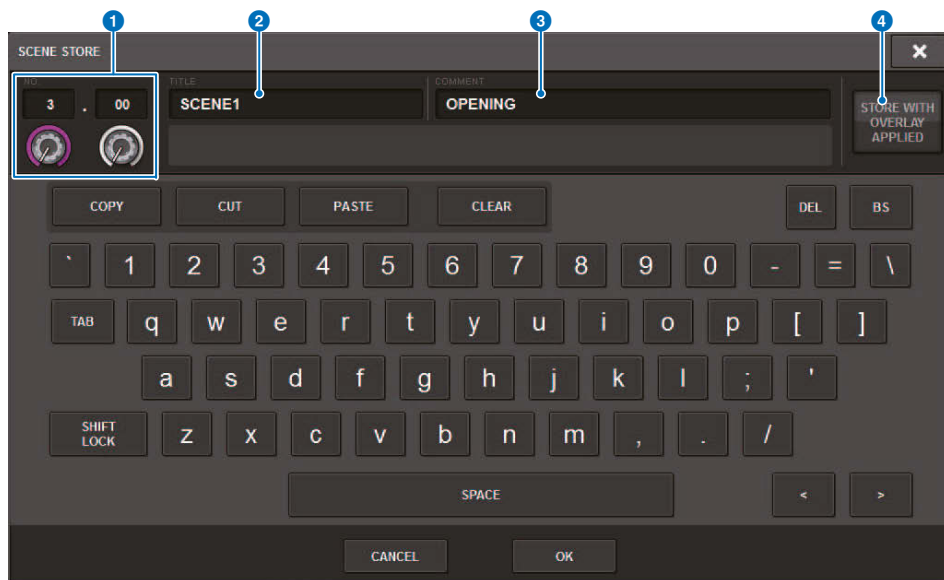 1 2 3 4
SCENE STORE ×
NO. TITLE COMMENT
3 . 00 SCENE1 OPENING
STORE WITH
OVERLAY
APPLIED
COPY CUT PASTE CLEAR DEL BS
` 1 2 3 4 5 6 7 8 9 0 - = \
TAB q w e r t y u i o p [ ]
a s d f g h j k l ; '
SHIFT
LOCK
z x c v b n m , . /
SPACE < >
CANCEL OK